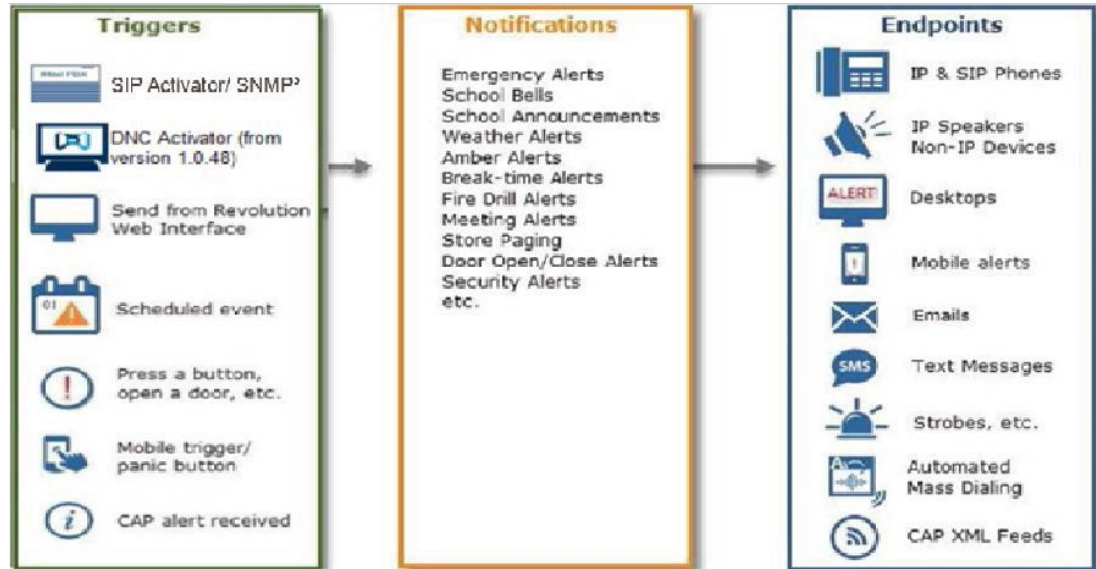 Triggers
SIP Activator/ SNMP³
DNC Activator (from
version 1.0.46)
Send from Revolution
Web Interface
01
Scheduled event
!
Press a button,
open a door, etc.
Mobile trigger/
panic button
i
CAP alert received
Notifications
Emergency Alerts
School Bells
School Announcements
Weather Alerts
Amber Alerts
Break-time Alerts
Fire Drill Alerts
Meeting Alerts
Store Paging
Door Open/Close Alerts
Security Alerts
etc.
Endpoints
IP & SIP Phones
IP Speakers
Non-IP Devices
ALERT!
Desktops
!
Mobile alerts
Emails
SMS
Text Messages
Strobes, etc.
Automated
Mass Dialing
CAP XML Feeds